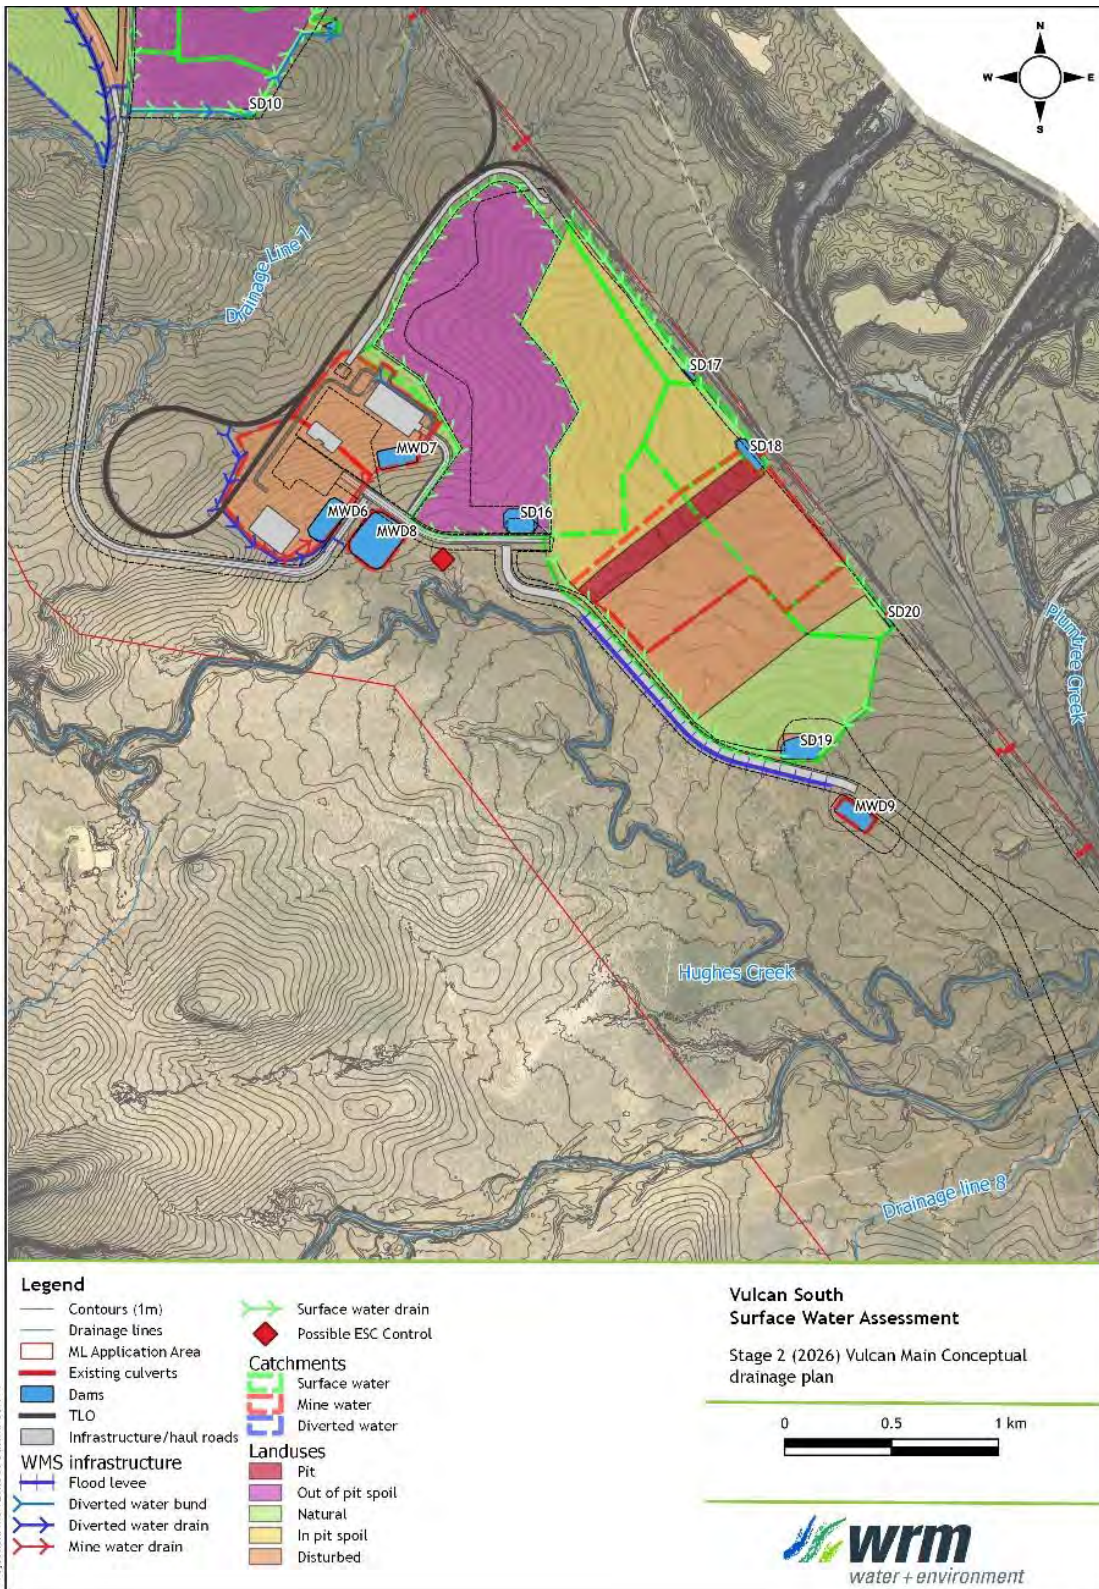 N
W
E
S
SD10
Drainage Line 7
SD17
MWD7
SD18
MWD6
MWD8
SD16
SD20
Plumtree Creek
SD19
MWD9
Hughes Creek
Drainage line 8
Legend
Contours (1m)
Drainage lines
ML Application Area
Existing culverts
Dams
TLO
Infrastructure/haul roads
WMS infrastructure
Flood levee
Diverted water bund
Diverted water drain
Mine water drain
Surface water drain
Possible ESC Control
Catchments
Surface water
Mine water
Diverted water
Landuses
Pit
Out of pit spoil
Natural
In pit spoil
Disturbed
Vulcan South
Surface Water Assessment
Stage 2 (2026) Vulcan Main Conceptual
drainage plan
0 0.5 1 km
wrm
water + environment